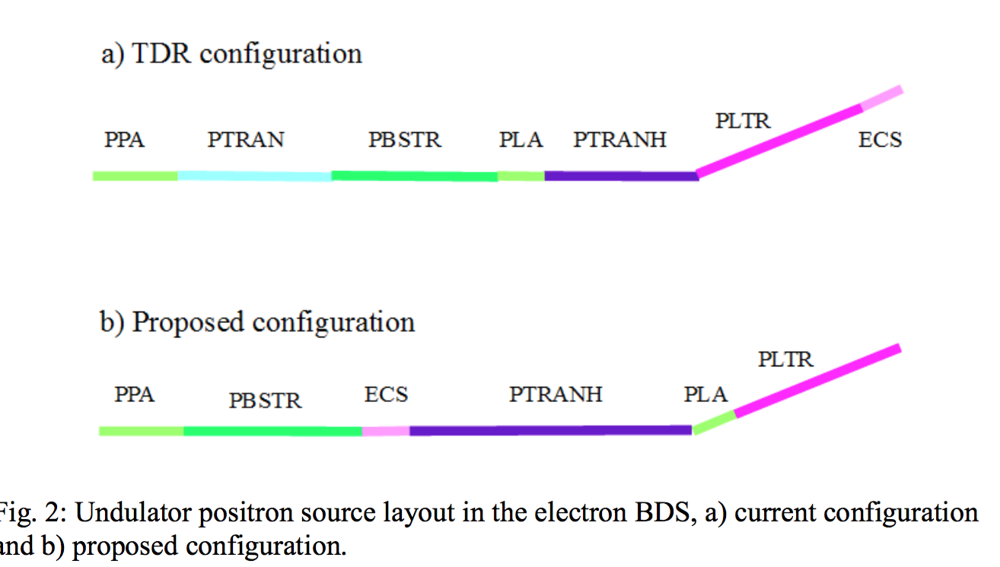 a) TDR configuration
PLTR
PPA PTRAN PBSTR PLA PTRANH ECS
b) Proposed configuration
PLTR
PPA PBSTR ECS PTRANH PLA
Fig. 2: Undulator positron source layout in the electron BDS, a) current configuration
and b) proposed configuration.